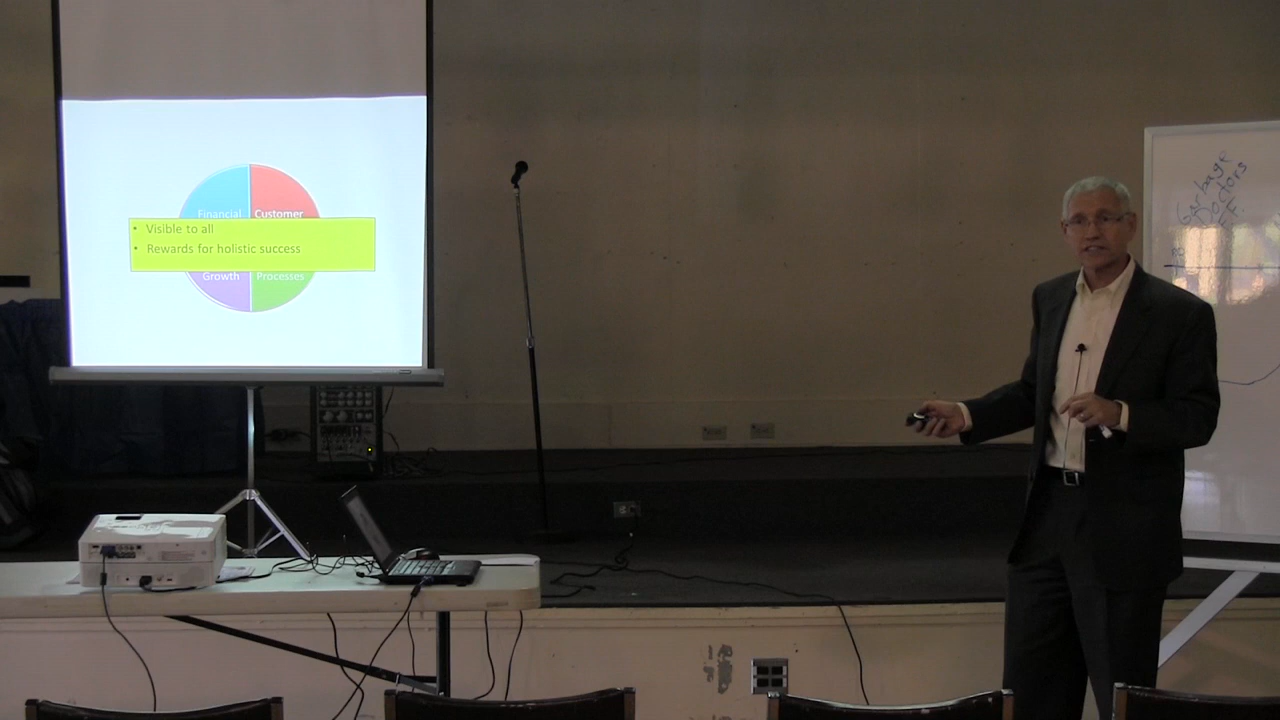 Financial Customer
• Visible to all
• Rewards for holistic success
Growth Processes
Garbage
Doctors